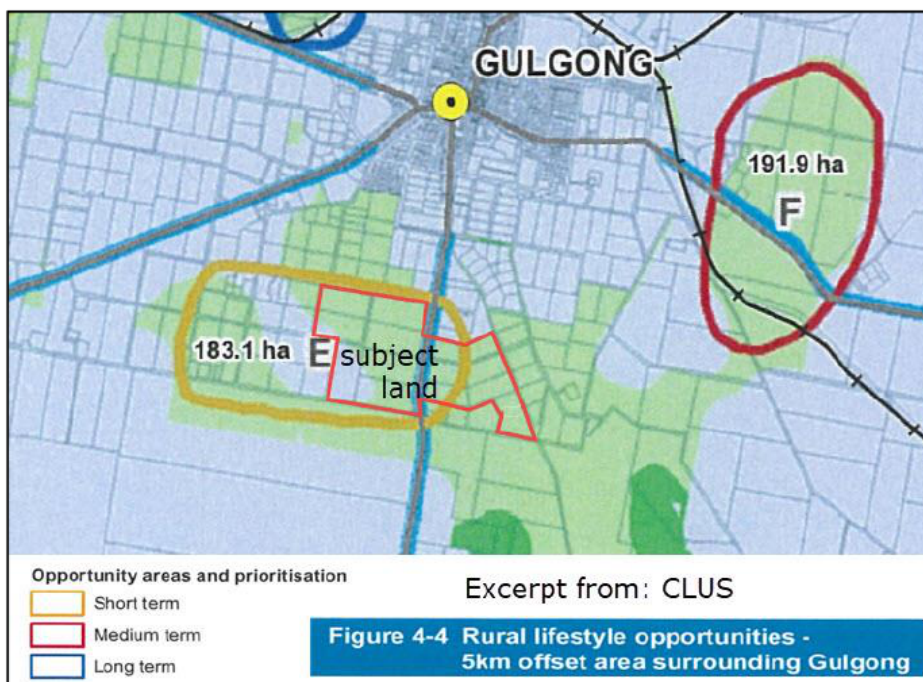 GULGONG
191.9 ha
F
183.1 ha
E
subject
land
Opportunity areas and prioritisation
Short term
Medium term
Long term
Excerpt from: CLUS
Figure 4-4 Rural lifestyle opportunities -
5km offset area surrounding Gulgong